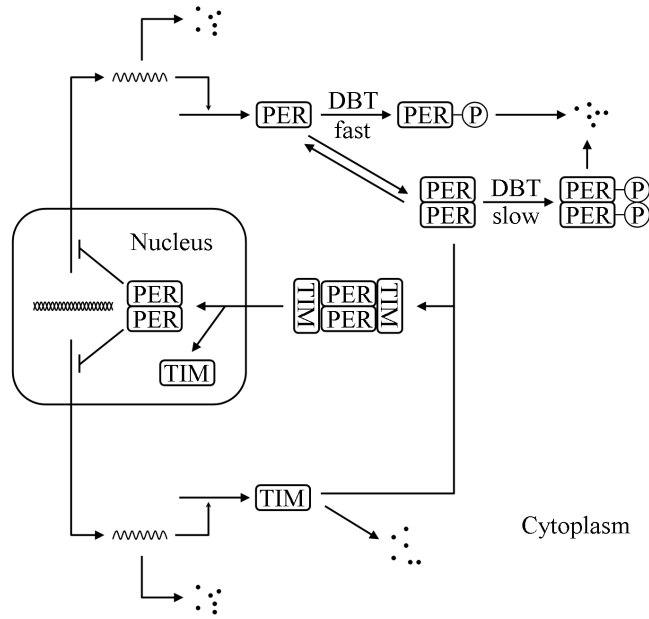 PER
DBT
fast
PER
P
PER
PER
DBT
slow
PER
P
PER
P
Nucleus
PER
PER
TIM
PER
PER
TIM
TIM
TIM
Cytoplasm